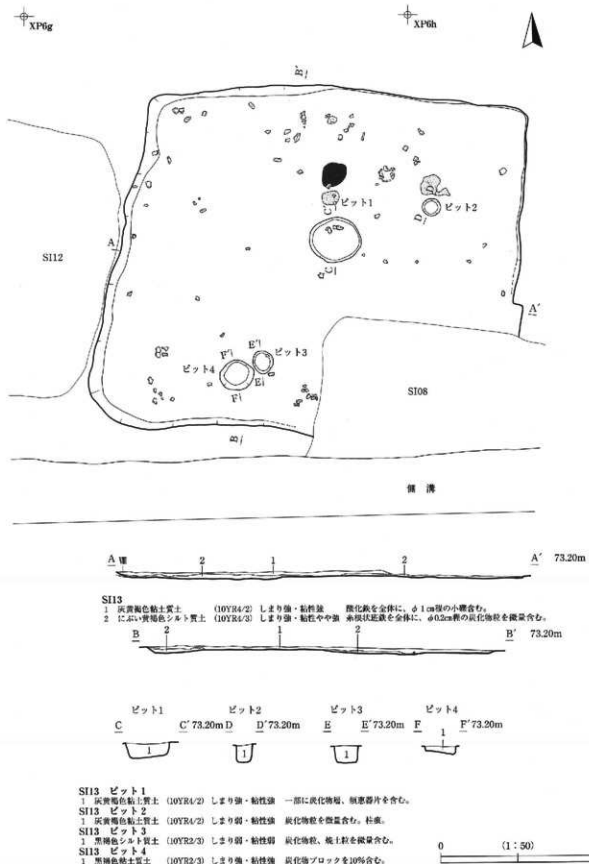 XP6g
XP6h
B'
ピット1
C'
ピット2
D
SI12
A
C
A'
E'
F'
ピット3
ピット4
E
F
SI08
B
側溝
A Ⅷ 2 1 2 A' 73.20m
SI13
1 灰黄褐色粘土質土 (10YR4/2) しまり強・粘性強 酸化鉄を全体に、φ1cm程の小礫含む。
2 にぶい黄褐色シルト質土 (10YR4/3) しまり強・粘性やや強 糸根状斑鉄を全体に、φ0.2cm程の炭化物粒を微量含む。
B 2 1 2 B' 73.20m
ピット1 ピット2 ピット3 ピット4
C C' 73.20m D D' 73.20m E E' 73.20m F F' 73.20m
1 1 1 1
SI13 ピット1
1 灰黄褐色粘土質土 (10YR4/2) しまり強・粘性強 一部に炭化物層、須恵器片を含む。
SI13 ピット2
1 灰黄褐色粘土質土 (10YR4/2) しまり強・粘性強 炭化物粒を微量含む。柱痕。
SI13 ピット3
1 黒褐色シルト質土 (10YR2/3) しまり弱・粘性弱 炭化物粒、焼土粒を微量含む。
SI13 ピット4
1 黒褐色粘土質土 (10YR2/3) しまり強・粘性強 炭化物ブロックを10%含む。
0 (1:50)